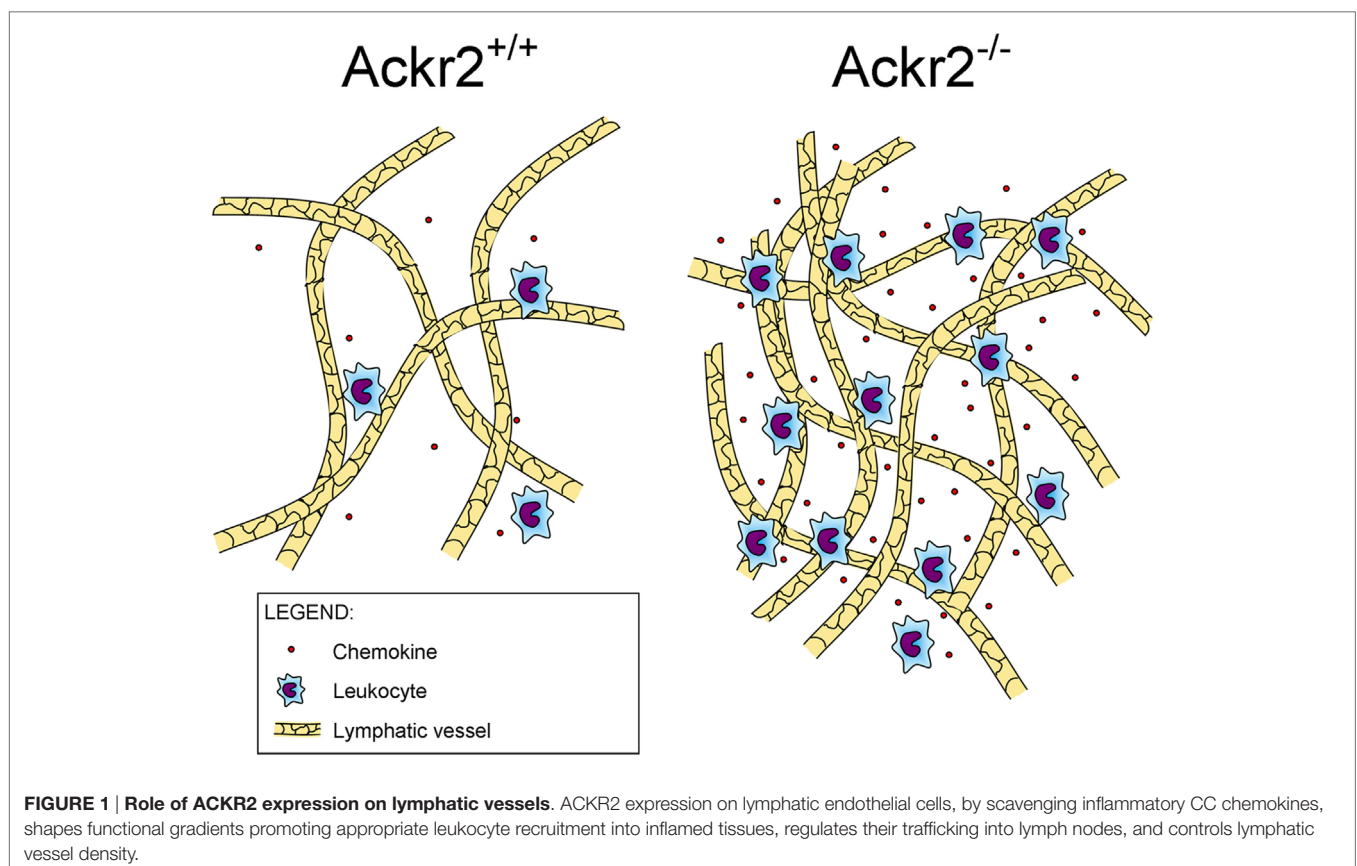 Ackr2+/+
Ackr2-/-
LEGEND:
Chemokine
Leukocyte
Lymphatic vessel
FIGURE 1 | Role of ACKR2 expression on lymphatic vessels. ACKR2 expression on lymphatic endothelial cells, by scavenging inflammatory CC chemokines,
shapes functional gradients promoting appropriate leukocyte recruitment into inflamed tissues, regulates their trafficking into lymph nodes, and controls lymphatic
vessel density.